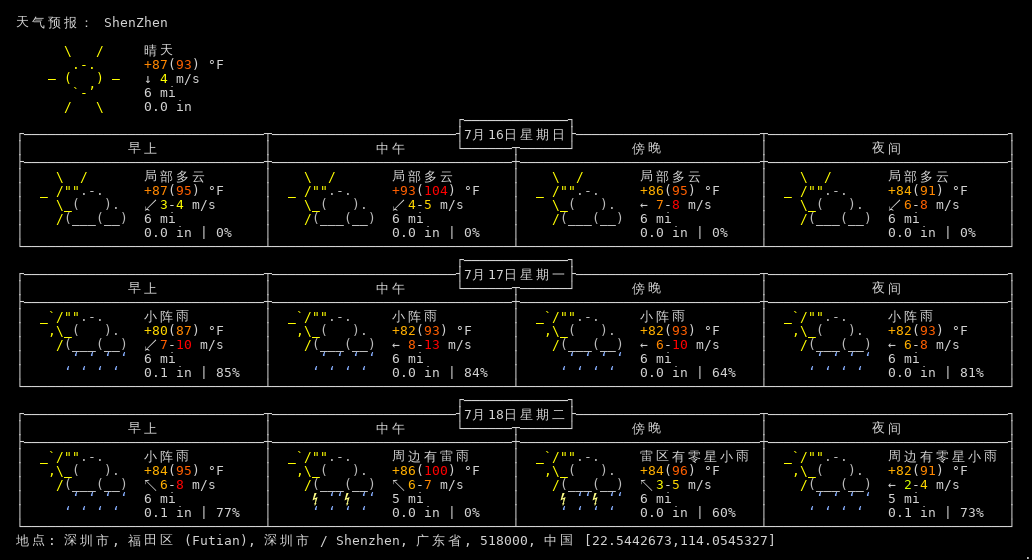 天气预报： ShenZhen
晴天
+87(93) °F
↓ 4 m/s
6 mi
0.0 in
7月16日星期日
早上 中午 傍晚 夜间
局部多云 局部多云 局部多云 局部多云
+87(95) °F +93(104) °F +86(95) °F +84(91) °F
↙ 3-4 m/s ↙ 4-5 m/s ← 7-8 m/s ↙ 6-8 m/s
6 mi 6 mi 6 mi 6 mi
0.0 in | 0% 0.0 in | 0% 0.0 in | 0% 0.0 in | 0%
7月17日星期一
早上 中午 傍晚 夜间
小阵雨 小阵雨 小阵雨 小阵雨
+80(87) °F +82(93) °F +82(93) °F +82(93) °F
↙ 7-10 m/s ← 8-13 m/s ← 6-10 m/s ← 6-8 m/s
6 mi 6 mi 6 mi 6 mi
0.1 in | 85% 0.0 in | 84% 0.0 in | 64% 0.0 in | 81%
7月18日星期二
早上 中午 傍晚 夜间
小阵雨 周边有雷雨 雷区有零星小雨 周边有零星小雨
+84(95) °F +86(100) °F +84(96) °F +82(91) °F
↖ 6-8 m/s ↖ 6-7 m/s ↖ 3-5 m/s ← 2-4 m/s
6 mi 5 mi 6 mi 5 mi
0.1 in | 77% 0.0 in | 0% 0.0 in | 60% 0.1 in | 73%
地点: 深圳市, 福田区 (Futian), 深圳市 / Shenzhen, 广东省, 518000, 中国 [22.5442673,114.0545327]